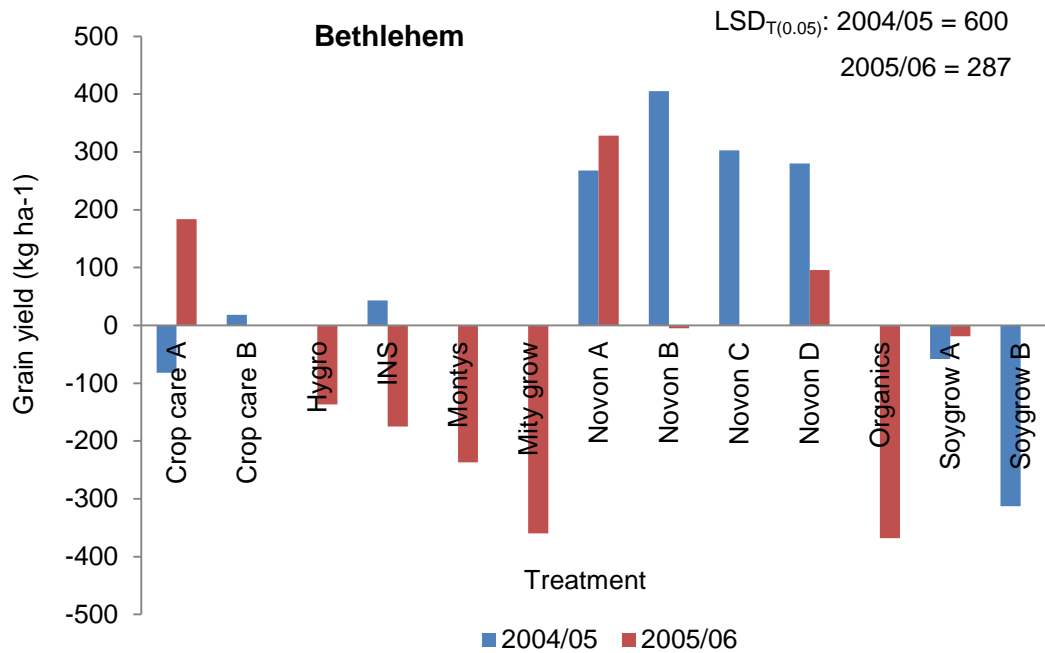 Bethlehem
LSDT(0.05): 2004/05 = 600
2005/06 = 287
Grain yield (kg ha-1)
500
400
300
200
100
0
-100
-200
-300
-400
-500
Crop care A
Crop care B
Hygro
INS
Montys
Mity grow
Novon A
Novon B
Novon C
Novon D
Organics
Soygrow A
Soygrow B
Treatment
2004/05
2005/06